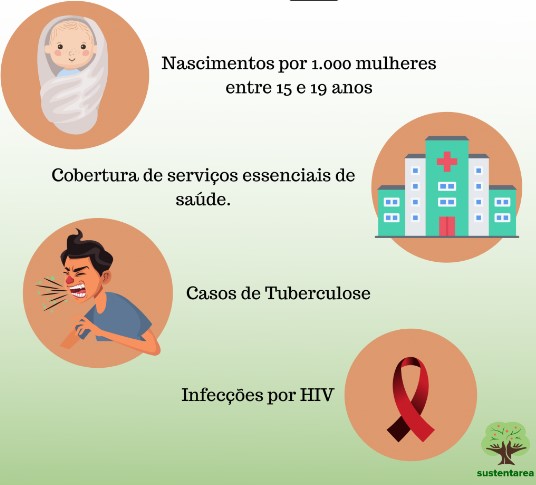 Nascimentos por 1.000 mulheres
entre 15 e 19 anos
Cobertura de serviços essenciais de
saúde.
Casos de Tuberculose
Infecções por HIV
sustentarea